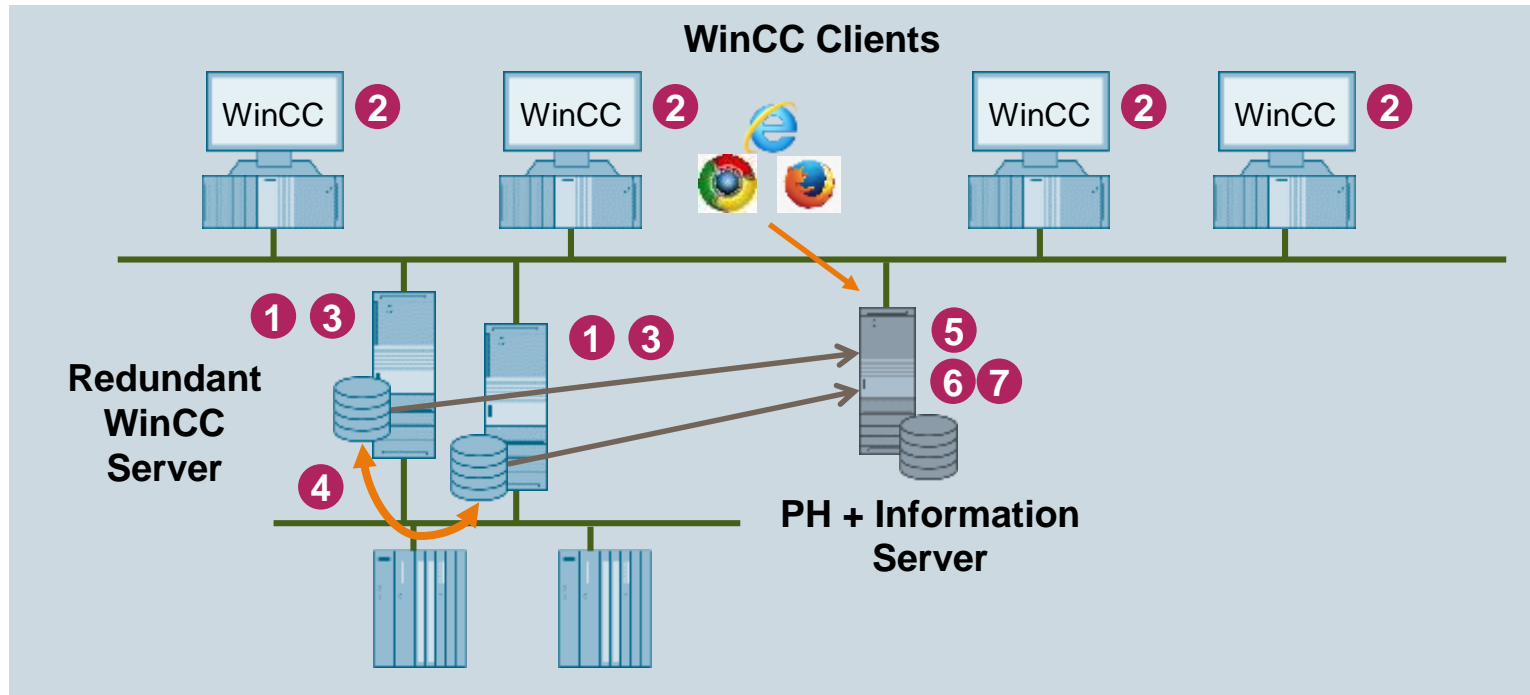 WinCC Clients
WinCC 2
WinCC 2
WinCC 2
WinCC 2
1 3
1 3
5
6 7
Redundant
WinCC
Server
4
PH + Information
Server